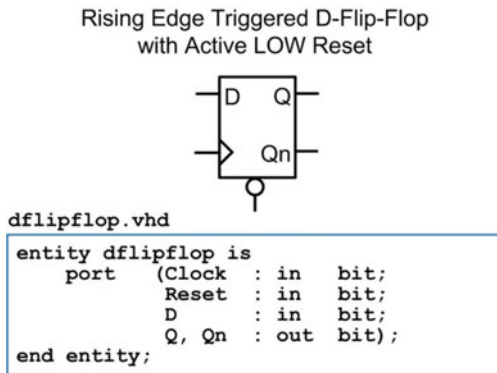 Rising Edge Triggered D-Flip-Flop
with Active LOW Reset
D Q
Qn
dflipflop.vhd
entity dflipflop is
port (Clock : in bit;
Reset : in bit;
D : in bit;
Q, Qn : out bit);
end entity;